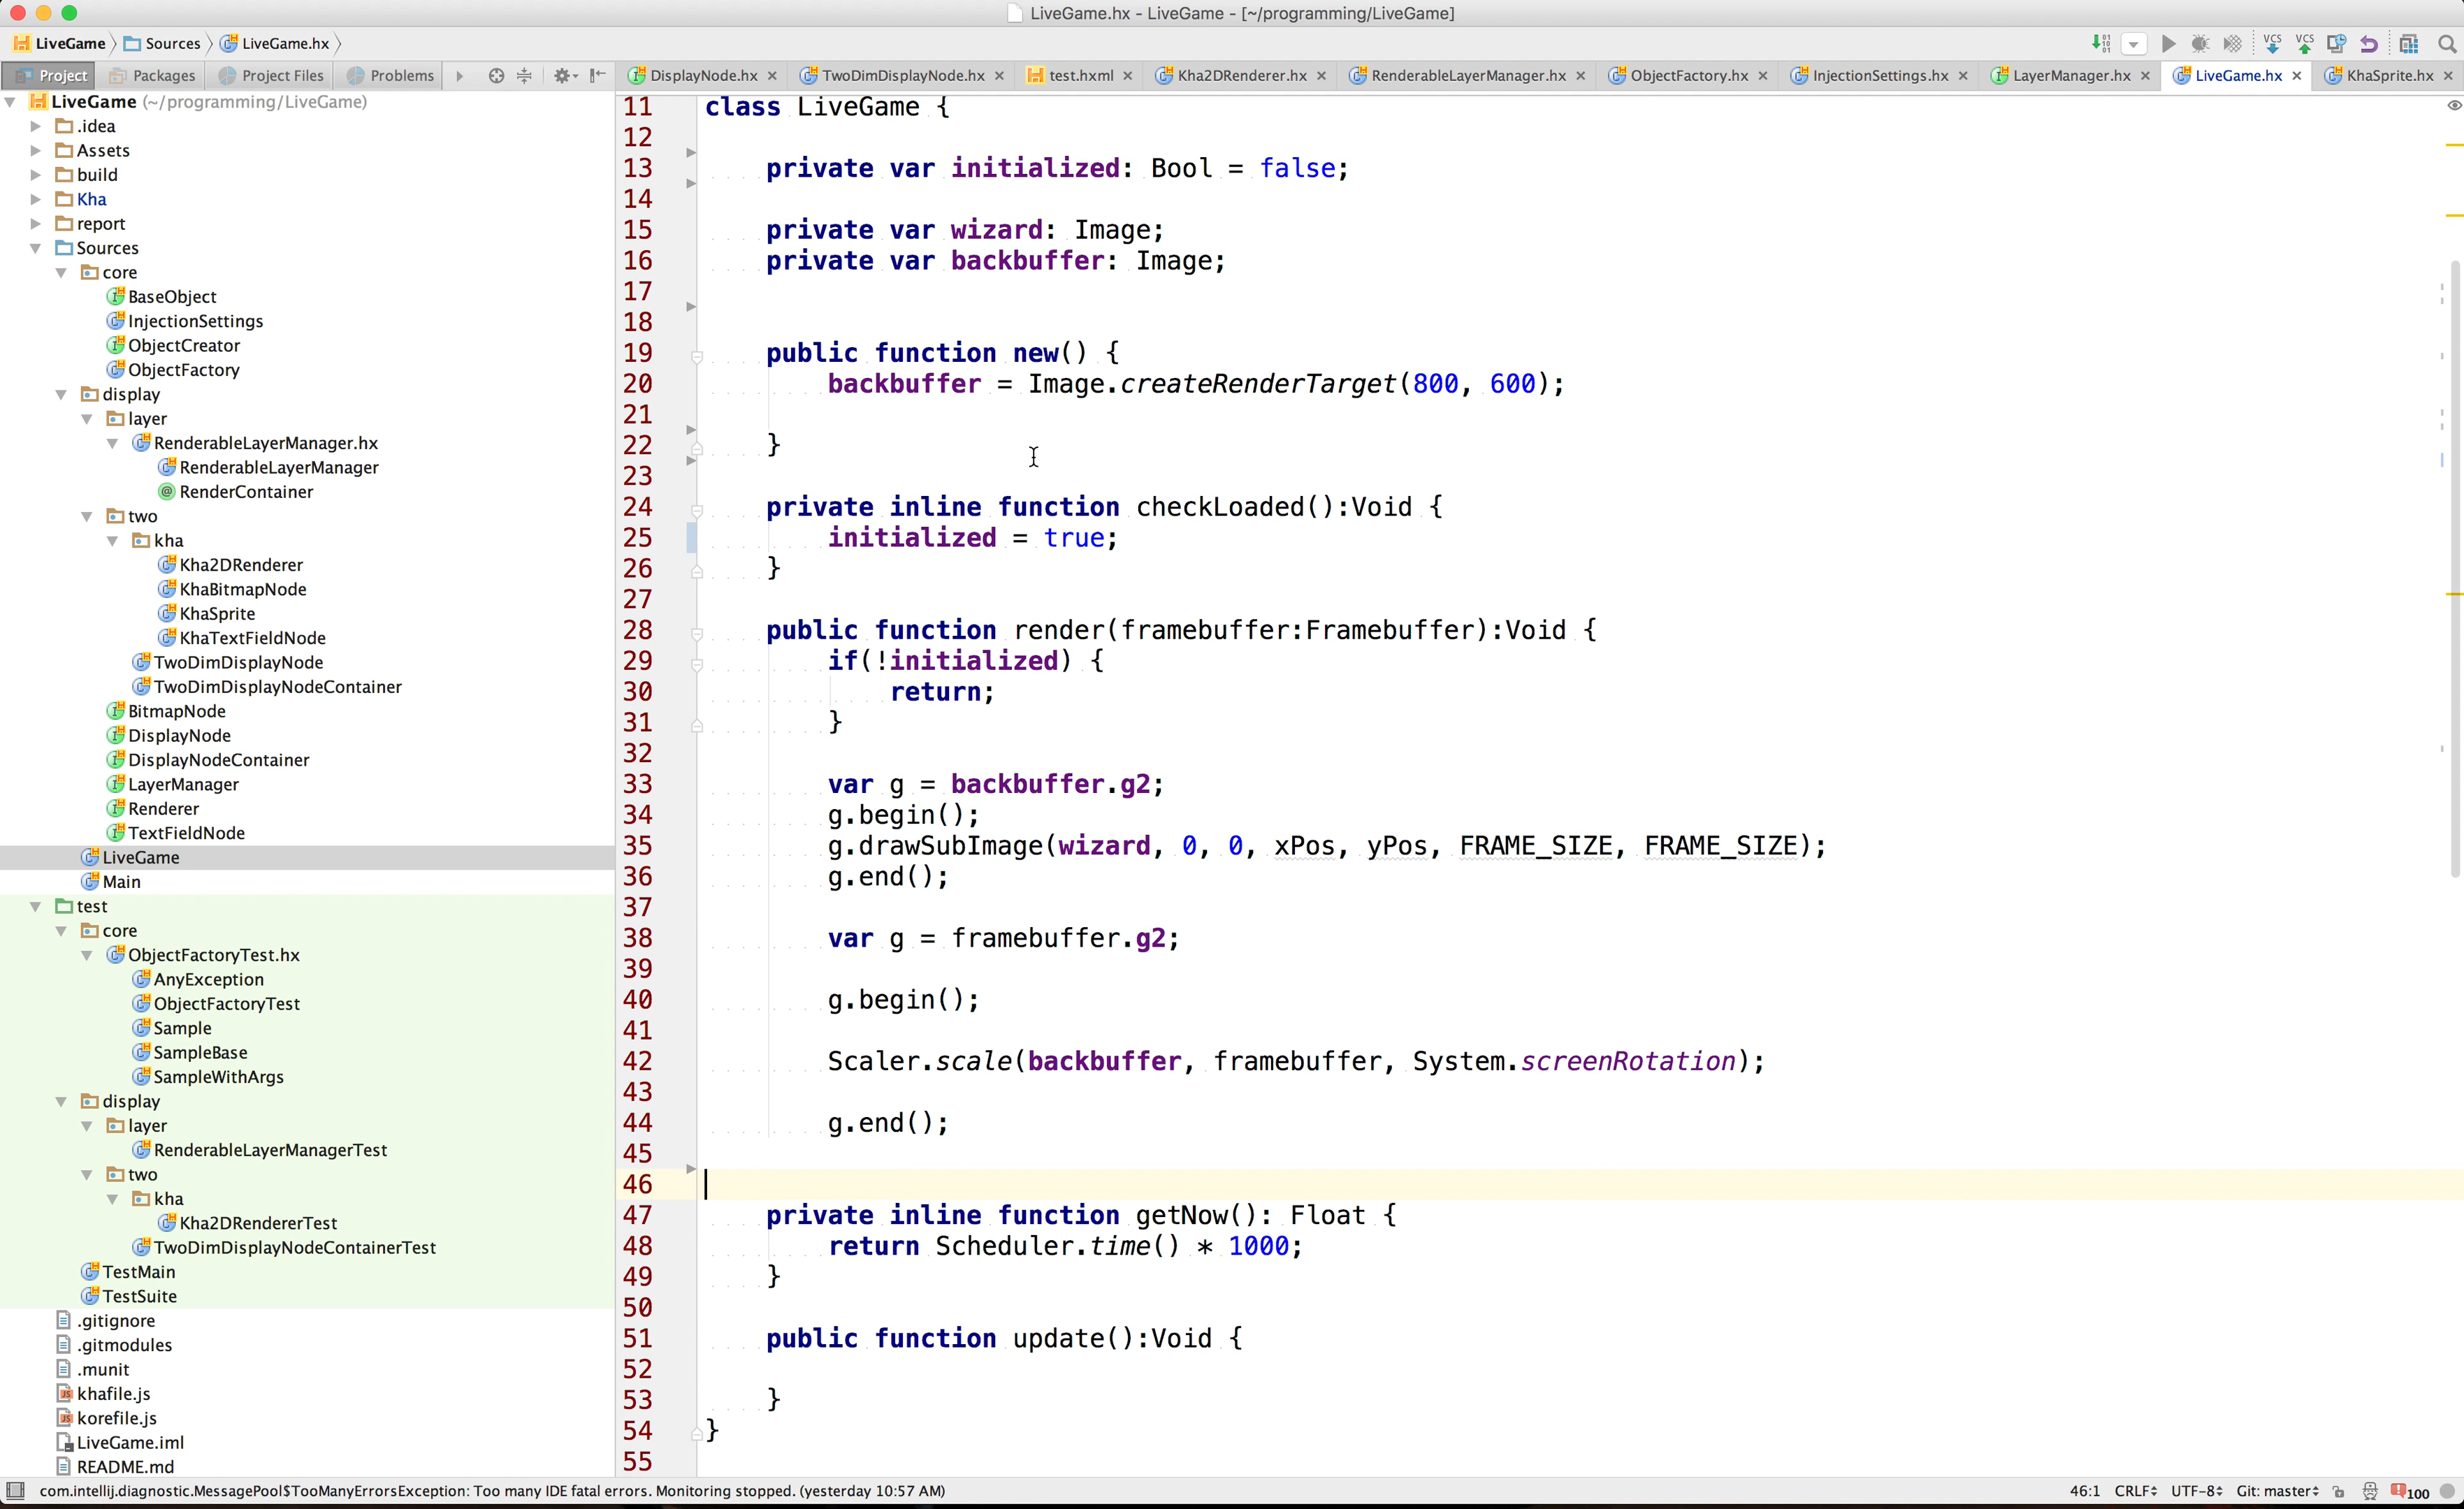 LiveGame.hx - LiveGame - [~/programming/LiveGame]
LiveGame Sources LiveGame.hx
Project Packages Project Files Problems
DisplayNode.hx TwoDimDisplayNode.hx test.hxml Kha2DRenderer.hx RenderableLayerManager.hx ObjectFactory.hx InjectionSettings.hx LayerManager.hx LiveGame.hx KhaSprite.hx
LiveGame (~/programming/LiveGame)
.idea
Assets
build
Kha
report
Sources
core
BaseObject
InjectionSettings
ObjectCreator
ObjectFactory
display
layer
RenderableLayerManager.hx
RenderableLayerManager
RenderContainer
two
kha
Kha2DRenderer
KhaBitmapNode
KhaSprite
KhaTextFieldNode
TwoDimDisplayNode
TwoDimDisplayNodeContainer
BitmapNode
DisplayNode
DisplayNodeContainer
LayerManager
Renderer
TextFieldNode
LiveGame
Main
test
core
ObjectFactoryTest.hx
AnyException
ObjectFactoryTest
Sample
SampleBase
SampleWithArgs
display
layer
RenderableLayerManagerTest
two
kha
Kha2DRendererTest
TwoDimDisplayNodeContainerTest
TestMain
TestSuite
.gitignore
.gitmodules
.munit
khafile.js
korefile.js
LiveGame.iml
README.md
11 class LiveGame {
12
13 private var initialized: Bool = false;
14
15 private var wizard: Image;
16 private var backbuffer: Image;
17
18
19 public function new() {
20 backbuffer = Image.createRenderTarget(800, 600);
21
22 }
23
24 private inline function checkLoaded():Void {
25 initialized = true;
26 }
27
28 public function render(framebuffer:Framebuffer):Void {
29 if(!initialized) {
30 return;
31 }
32
33 var g = backbuffer.g2;
34 g.begin();
35 g.drawSubImage(wizard, 0, 0, xPos, yPos, FRAME_SIZE, FRAME_SIZE);
36 g.end();
37
38 var g = framebuffer.g2;
39
40 g.begin();
41
42 Scaler.scale(backbuffer, framebuffer, System.screenRotation);
43
44 g.end();
45
46
47 private inline function getNow(): Float {
48 return Scheduler.time() * 1000;
49 }
50
51 public function update():Void {
52
53 }
54 }
55
com.intellij.diagnostic.MessagePool$TooManyErrorsException: Too many IDE fatal errors. Monitoring stopped. (yesterday 10:57 AM)
46:1 CRLF UTF-8 Git: master 100